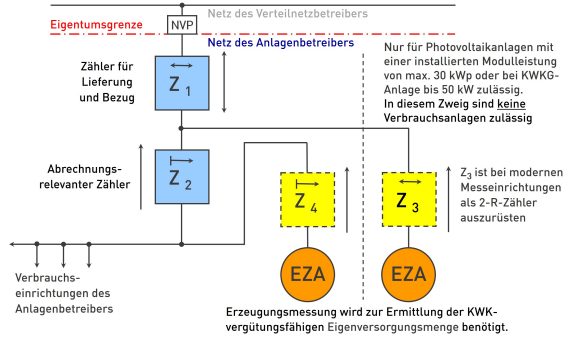 Netz des Verteilnetzbetreibers
Eigentumsgrenze
NVP
Netz des Anlagenbetreibers
Zähler für
Lieferung
und Bezug
Z1
Nur für Photovoltaikanlagen mit
einer installierten Modulleistung
von max. 30 kWp oder bei KWKG-
Anlage bis 50 kW zulässig.
In diesem Zweig sind keine
Verbrauchsanlagen zulässig
Abrechnungs-
relevanter Zähler
Z2
Z4
Z3
Z3 ist bei modernen
Messeinrichtungen
als 2-R-Zähler
auszurüsten
EZA
EZA
Verbrauchs-
einrichtungen des
Anlagenbetreibers
Erzeugungsmessung wird zur Ermittlung der KWK-
vergütungsfähigen Eigenversorgungsmenge benötigt.